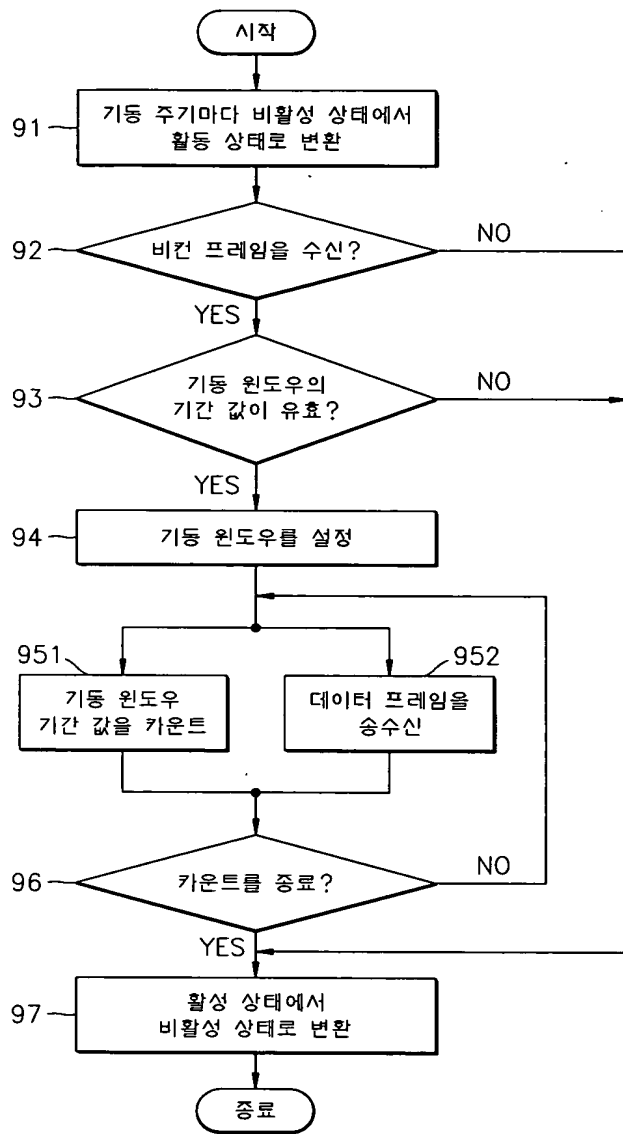 시작
91
기동 주기마다 비활성 상태에서
활동 상태로 변환
92
비컨 프레임을 수신?
NO
YES
93
기동 윈도우의
기간 값이 유효?
NO
YES
94
기동 윈도우를 설정
951
기동 윈도우
기간 값을 카운트
952
데이터 프레임을
송수신
96
카운트를 종료?
NO
YES
97
활성 상태에서
비활성 상태로 변환
종료